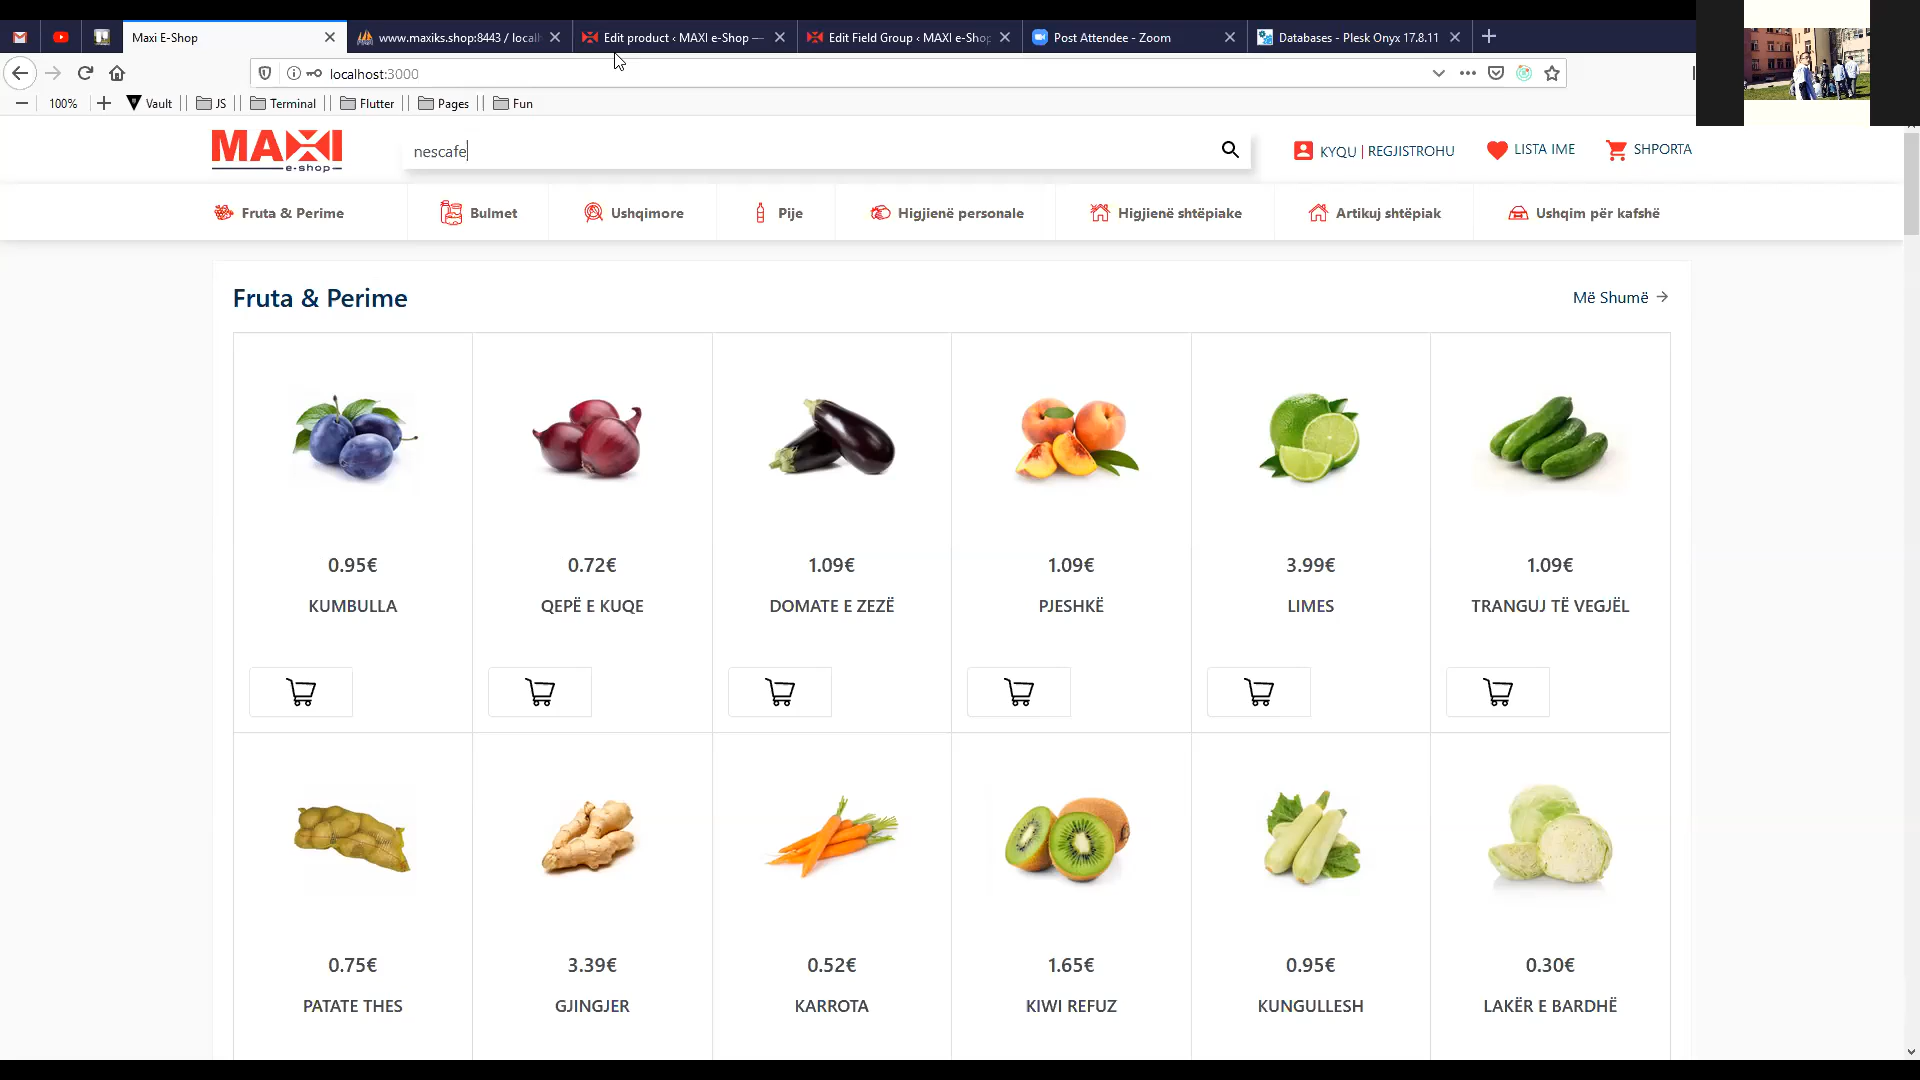 Maxi E-Shop
www.maxiks.shop:8443 / localh
Edit product ‹ MAXI e-Shop —
Edit Field Group ‹ MAXI e-Shop
Post Attendee - Zoom
Databases - Plesk Onyx 17.8.11
localhost:3000
100%
Vault
JS
Terminal
Flutter
Pages
Fun
MAXI
e-shop
nescafe
KYQU | REGJISTROHU
LISTA IME
SHPORTA
Fruta & Perime
Bulmet
Ushqimore
Pije
Higjienë personale
Higjienë shtëpiake
Artikuj shtëpiak
Ushqim për kafshë
Fruta & Perime
Më Shumë
0.95€
0.72€
1.09€
1.09€
3.99€
1.09€
KUMBULLA
QEPË E KUQE
DOMATE E ZEZË
PJESHKË
LIMES
TRANGUJ TË VEGJËL
0.75€
3.39€
0.52€
1.65€
0.95€
0.30€
PATATE THES
GJINGJER
KARROTA
KIWI REFUZ
KUNGULLESH
LAKËR E BARDHË